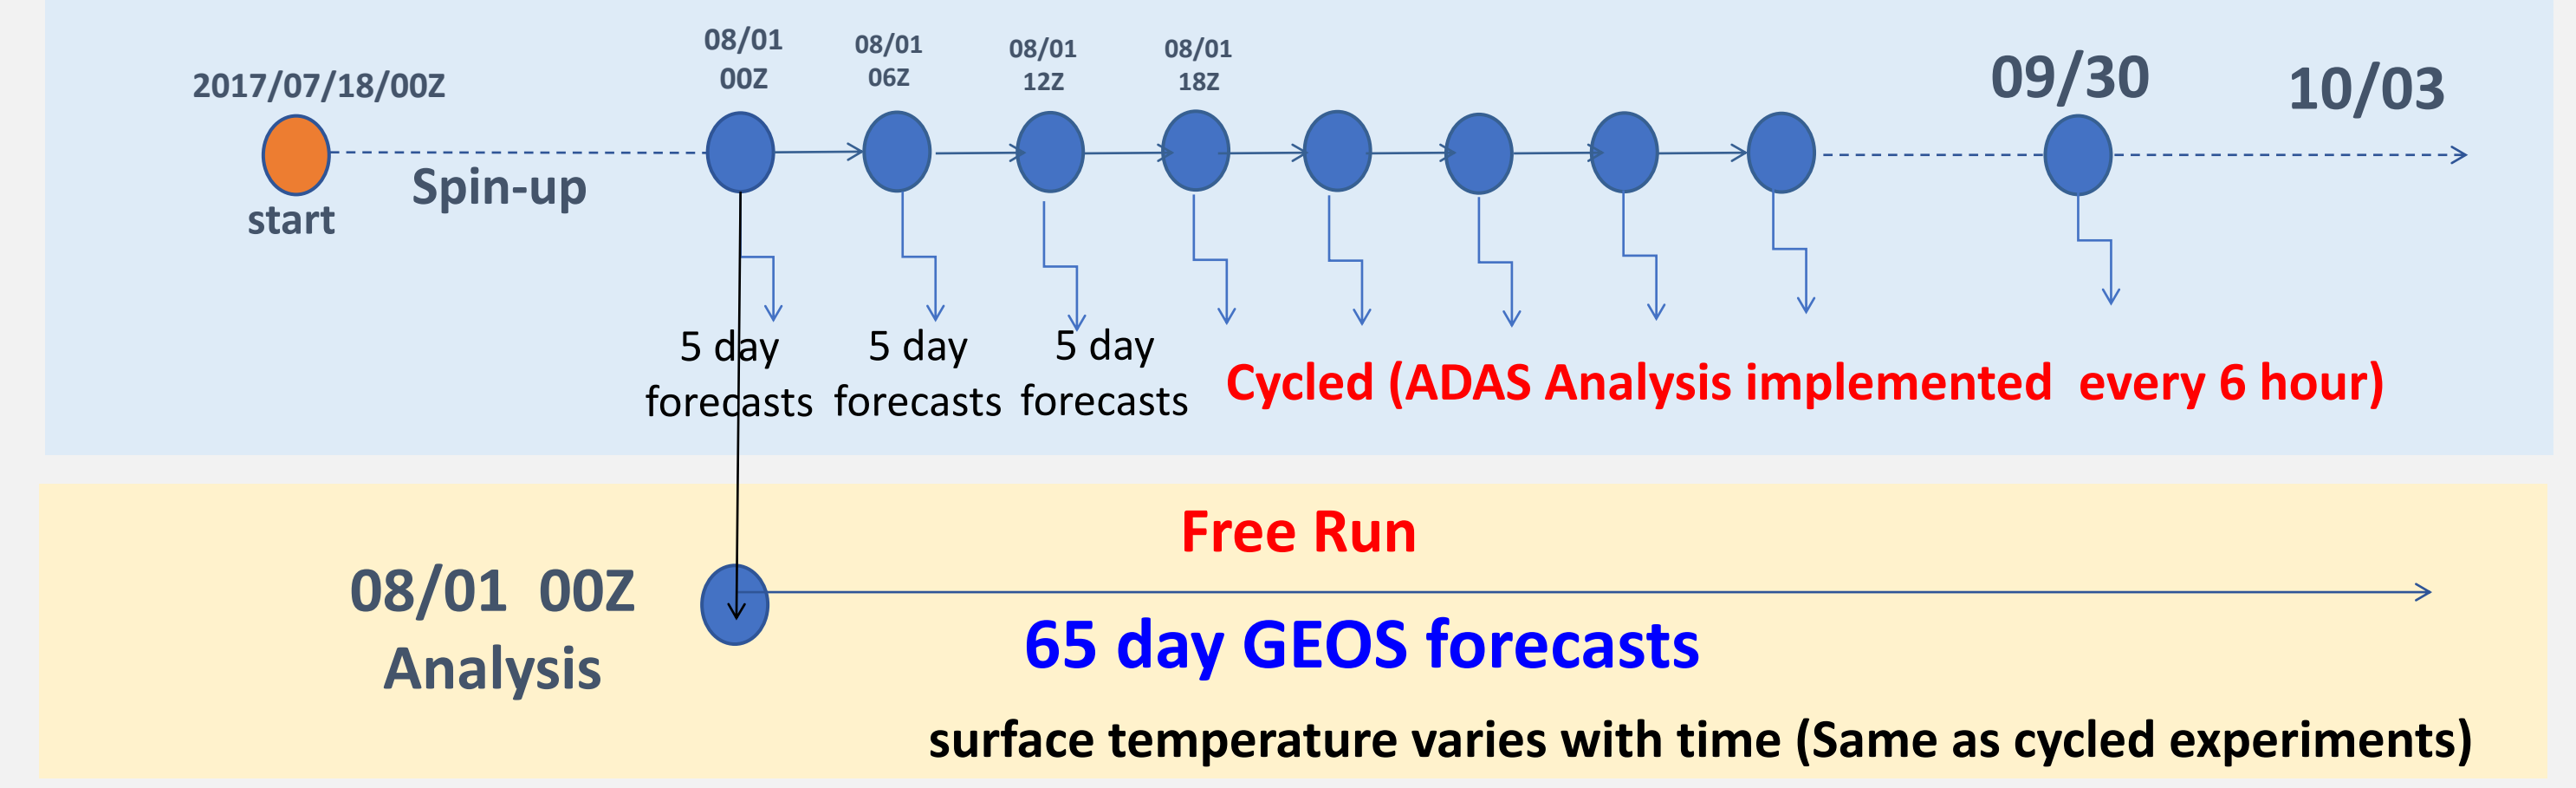 2017/07/18/00Z
start
Spin-up
08/01
00Z
08/01
06Z
08/01
12Z
08/01
18Z
09/30
10/03
5 day
forecasts
5 day
forecasts
5 day
forecasts
Cycled (ADAS Analysis implemented  every 6 hour)
Free Run
08/01  00Z
Analysis
65 day GEOS forecasts
surface temperature varies with time (Same as cycled experiments)